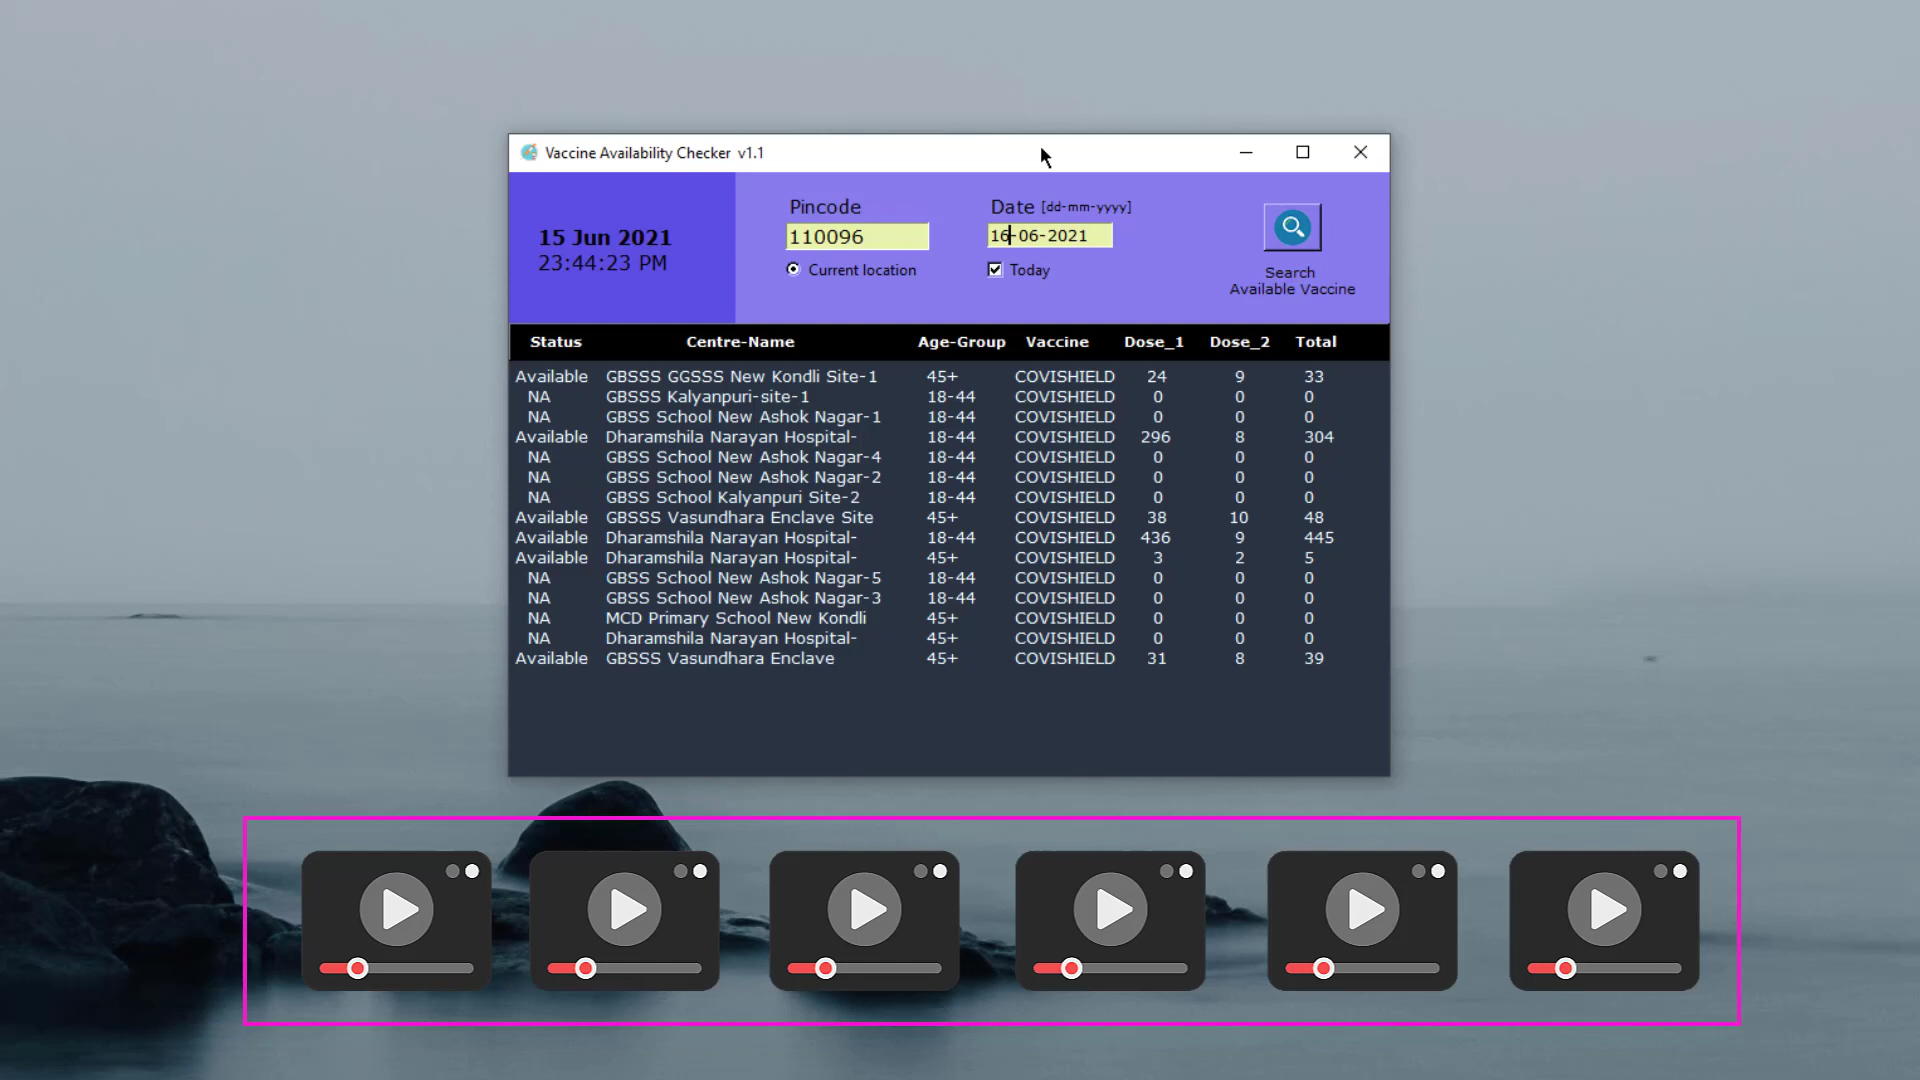 Vaccine Availability Checker v1.1
15 Jun 2021
23:44:23 PM
Pincode
110096
Current location
Date [dd-mm-yyyy]
16-06-2021
Today
Search
Available Vaccine
Status Centre-Name Age-Group Vaccine Dose_1 Dose_2 Total
Available GBSSS GGSSS New Kondli Site-1 45+ COVISHIELD 24 9 33
NA GBSSS Kalyanpuri-site-1 18-44 COVISHIELD 0 0 0
NA GBSS School New Ashok Nagar-1 18-44 COVISHIELD 0 0 0
Available Dharamshila Narayan Hospital- 18-44 COVISHIELD 296 8 304
NA GBSS School New Ashok Nagar-4 18-44 COVISHIELD 0 0 0
NA GBSS School New Ashok Nagar-2 18-44 COVISHIELD 0 0 0
NA GBSS School Kalyanpuri Site-2 18-44 COVISHIELD 0 0 0
Available GBSSS Vasundhara Enclave Site 45+ COVISHIELD 38 10 48
Available Dharamshila Narayan Hospital- 18-44 COVISHIELD 436 9 445
Available Dharamshila Narayan Hospital- 45+ COVISHIELD 3 2 5
NA GBSS School New Ashok Nagar-5 18-44 COVISHIELD 0 0 0
NA GBSS School New Ashok Nagar-3 18-44 COVISHIELD 0 0 0
NA MCD Primary School New Kondli 45+ COVISHIELD 0 0 0
NA Dharamshila Narayan Hospital- 45+ COVISHIELD 0 0 0
Available GBSSS Vasundhara Enclave 45+ COVISHIELD 31 8 39